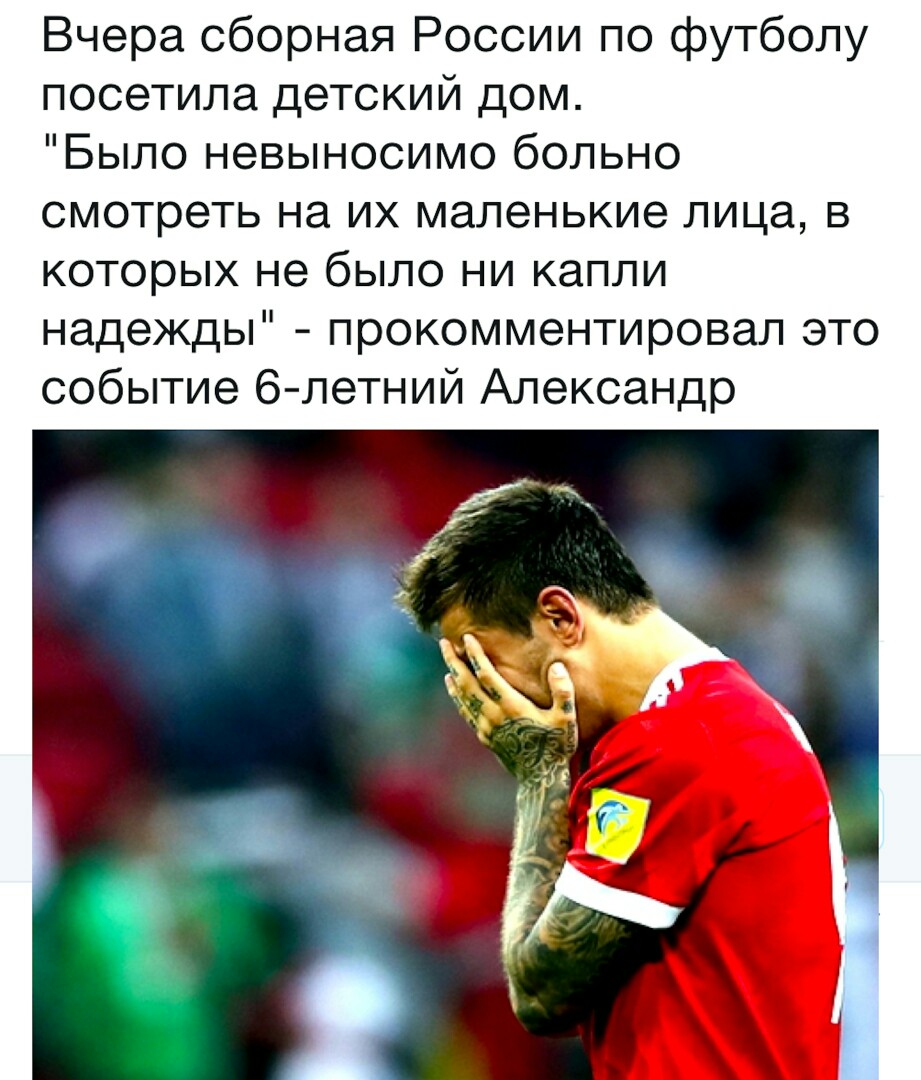 Вчера сборная России по футболу
посетила детский дом.
"Было невыносимо больно
смотреть на их маленькие лица, в
которых не было ни капли
надежды" - прокомментировал это
событие 6-летний Александр